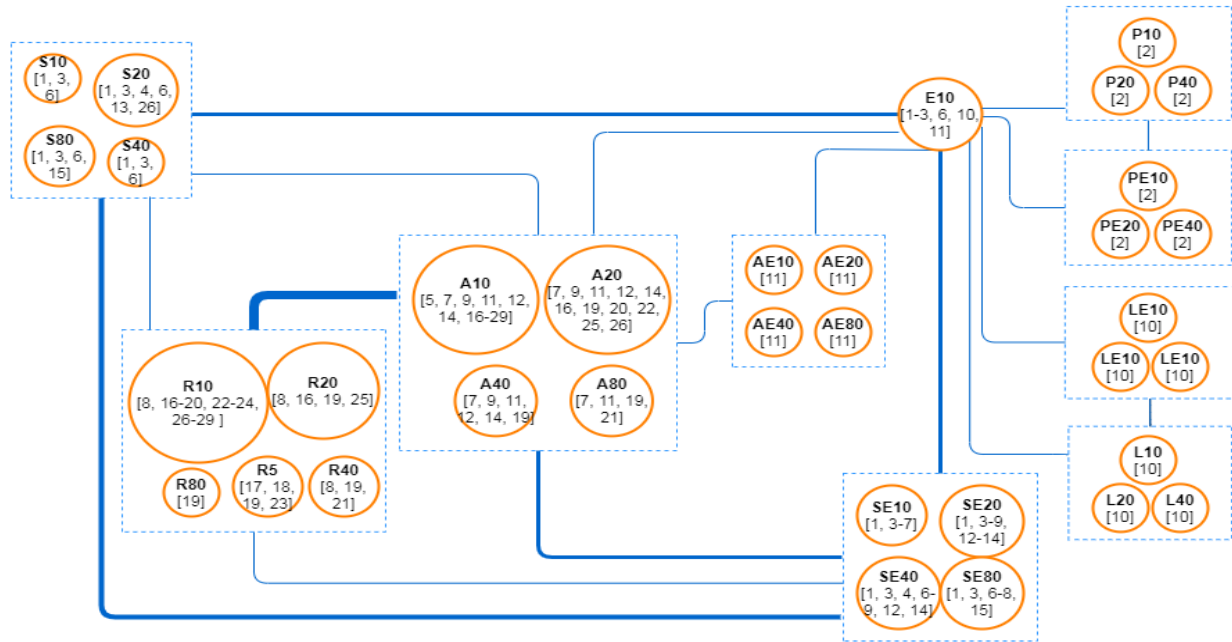 S10
[1, 3,
6]
S20
[1, 3, 4, 6,
13, 26]
S80
[1, 3, 6,
15]
S40
[1, 3,
6]
E10
[1-3, 6, 10,
11]
P10
[2]
P20
[2]
P40
[2]
PE10
[2]
PE20
[2]
PE40
[2]
A10
[5, 7, 9, 11, 12,
14, 16-29]
A20
[7, 9, 11, 12, 14,
16, 19, 20, 22,
25, 26]
A40
[7, 9, 11,
12, 14, 19]
A80
[7, 11, 19,
21]
AE10
[11]
AE20
[11]
AE40
[11]
AE80
[11]
LE10
[10]
LE10
[10]
LE10
[10]
R10
[8, 16-20, 22-24,
26-29 ]
R20
[8, 16, 19, 25]
R80
[19]
R5
[17, 18,
19, 23]
R40
[8, 19,
21]
L10
[10]
L20
[10]
L40
[10]
SE10
[1, 3-7]
SE20
[1, 3-9,
12-14]
SE40
[1, 3, 4, 6-
9, 12, 14]
SE80
[1, 3, 6-8,
15]